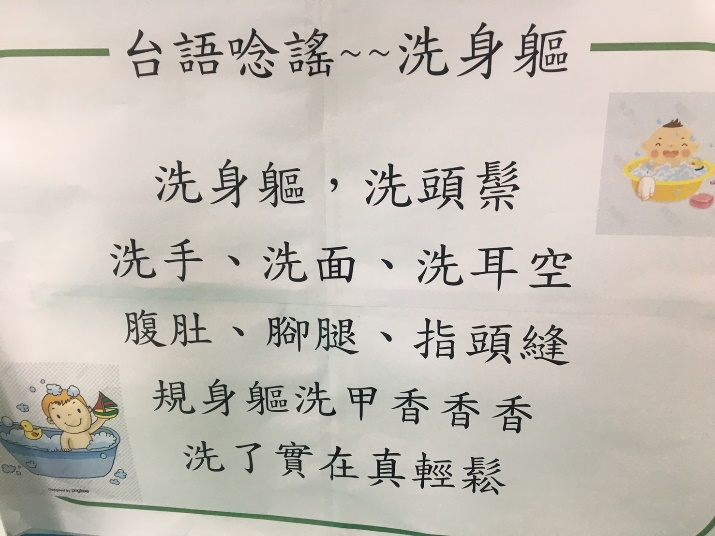 台語唸謠~~洗身軀
洗身軀，洗頭鬃
洗手、洗面、洗耳空
腹肚、腳腿、指頭縫
規身軀洗甲香香香
洗了實在真輕鬆